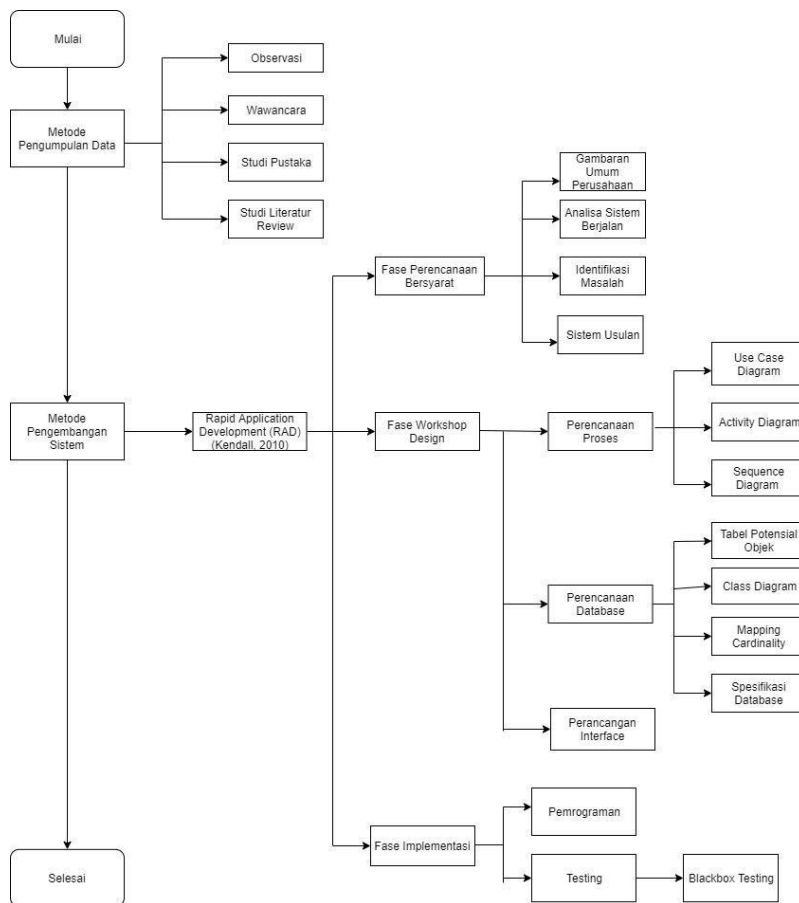 Mulai
Observasi
Metode
Pengumpulan Data
Wawancara
Studi Pustaka
Studi Literatur
Review
Gambaran
Umum
Perusahaan
Analisa Sistem
Berjalan
Fase Perencanaan
Bersyarat
Identifikasi
Masalah
Sistem Usulan
Metode
Pengembangan
Sistem
Rapid Application
Development (RAD)
(Kendall, 2010)
Fase Workshop
Design
Perencanaan
Proses
Use Case
Diagram
Activity Diagram
Sequence
Diagram
Perencanaan
Database
Tabel Potensial
Objek
Class Diagram
Mapping
Cardinality
Spesifikasi
Database
Perancangan
Interface
Fase Implementasi
Pemrograman
Testing
Blackbox Testing
Selesai